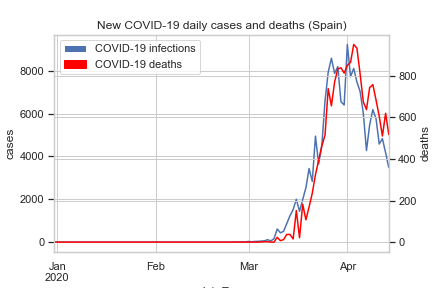 New COVID-19 daily cases and deaths (Spain)
COVID-19 infections
COVID-19 deaths
8000
6000
4000
2000
0
cases
800
600
400
200
0
deaths
Jan
2020
Feb
Mar
Apr